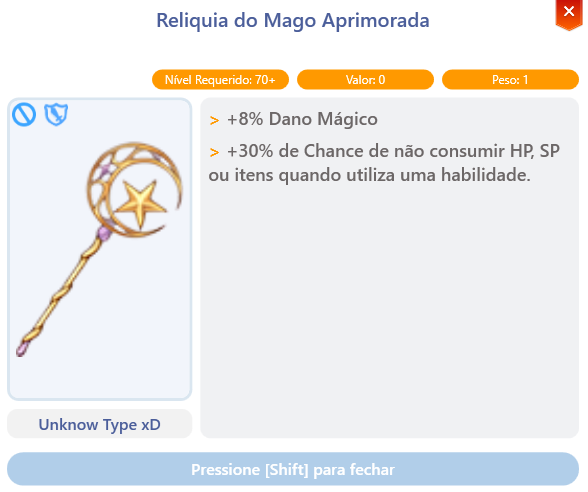 Reliquia do Mago Aprimorada
Nível Requerido: 70+
Valor: 0
Peso: 1
> +8% Dano Mágico
> +30% de Chance de não consumir HP, SP
ou itens quando utiliza uma habilidade.
Unknow Type xD
Pressione [Shift] para fechar